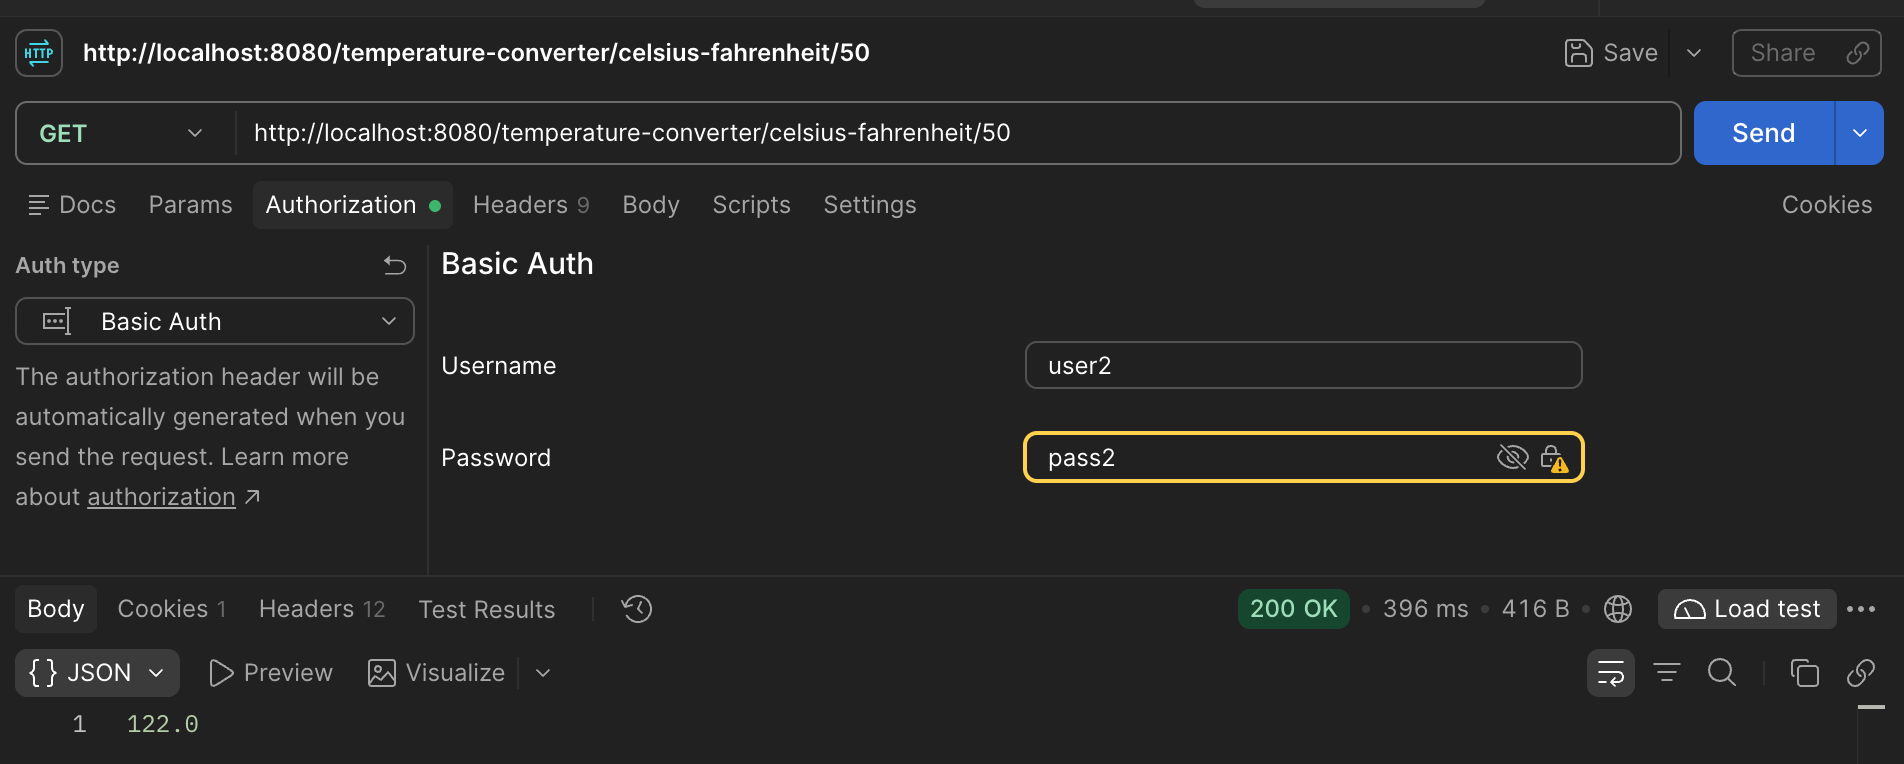 HTTP http://localhost:8080/temperature-converter/celsius-fahrenheit/50 Save Share
GET http://localhost:8080/temperature-converter/celsius-fahrenheit/50 Send
Docs Params Authorization Headers 9 Body Scripts Settings Cookies
Auth type
Basic Auth
The authorization header will be
automatically generated when you
send the request. Learn more
about authorization ↗
Basic Auth
Username user2
Password pass2
Body Cookies 1 Headers 12 Test Results 200 OK • 396 ms • 416 B • Load test
{} JSON Preview Visualize
1 122.0